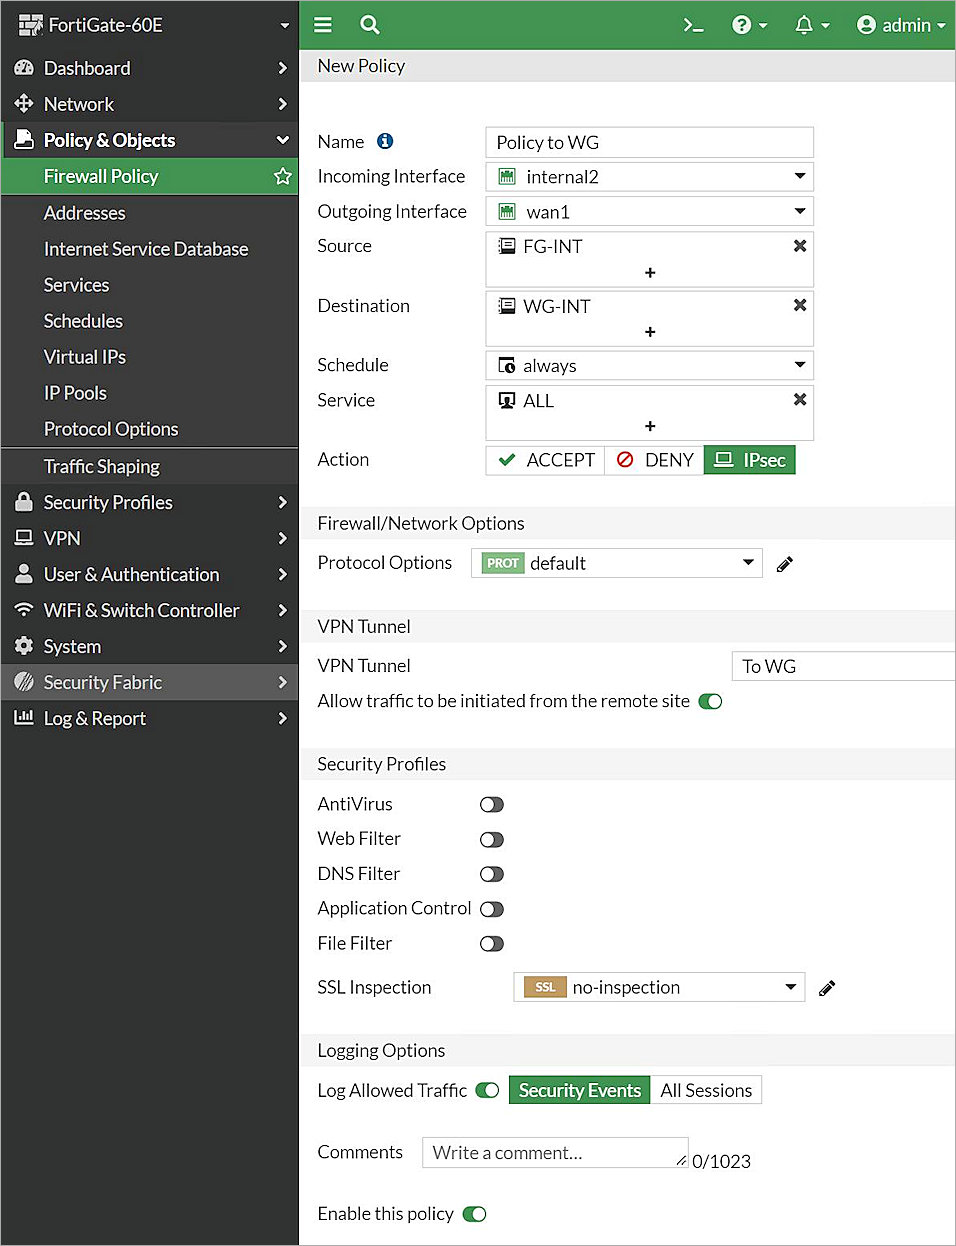 FortiGate-60E
admin
Dashboard
Network
Policy & Objects
Firewall Policy
Addresses
Internet Service Database
Services
Schedules
Virtual IPs
IP Pools
Protocol Options
Traffic Shaping
Security Profiles
VPN
User & Authentication
WiFi & Switch Controller
System
Security Fabric
Log & Report
New Policy
Name Policy to WG
Incoming Interface internal2
Outgoing Interface wan1
Source FG-INT
+
Destination WG-INT
+
Schedule always
Service ALL
+
Action ACCEPT DENY IPsec
Firewall/Network Options
Protocol Options PROT default
VPN Tunnel
VPN Tunnel To WG
Allow traffic to be initiated from the remote site
Security Profiles
AntiVirus
Web Filter
DNS Filter
Application Control
File Filter
SSL Inspection SSL no-inspection
Logging Options
Log Allowed Traffic Security Events All Sessions
Comments Write a comment... 0/1023
Enable this policy